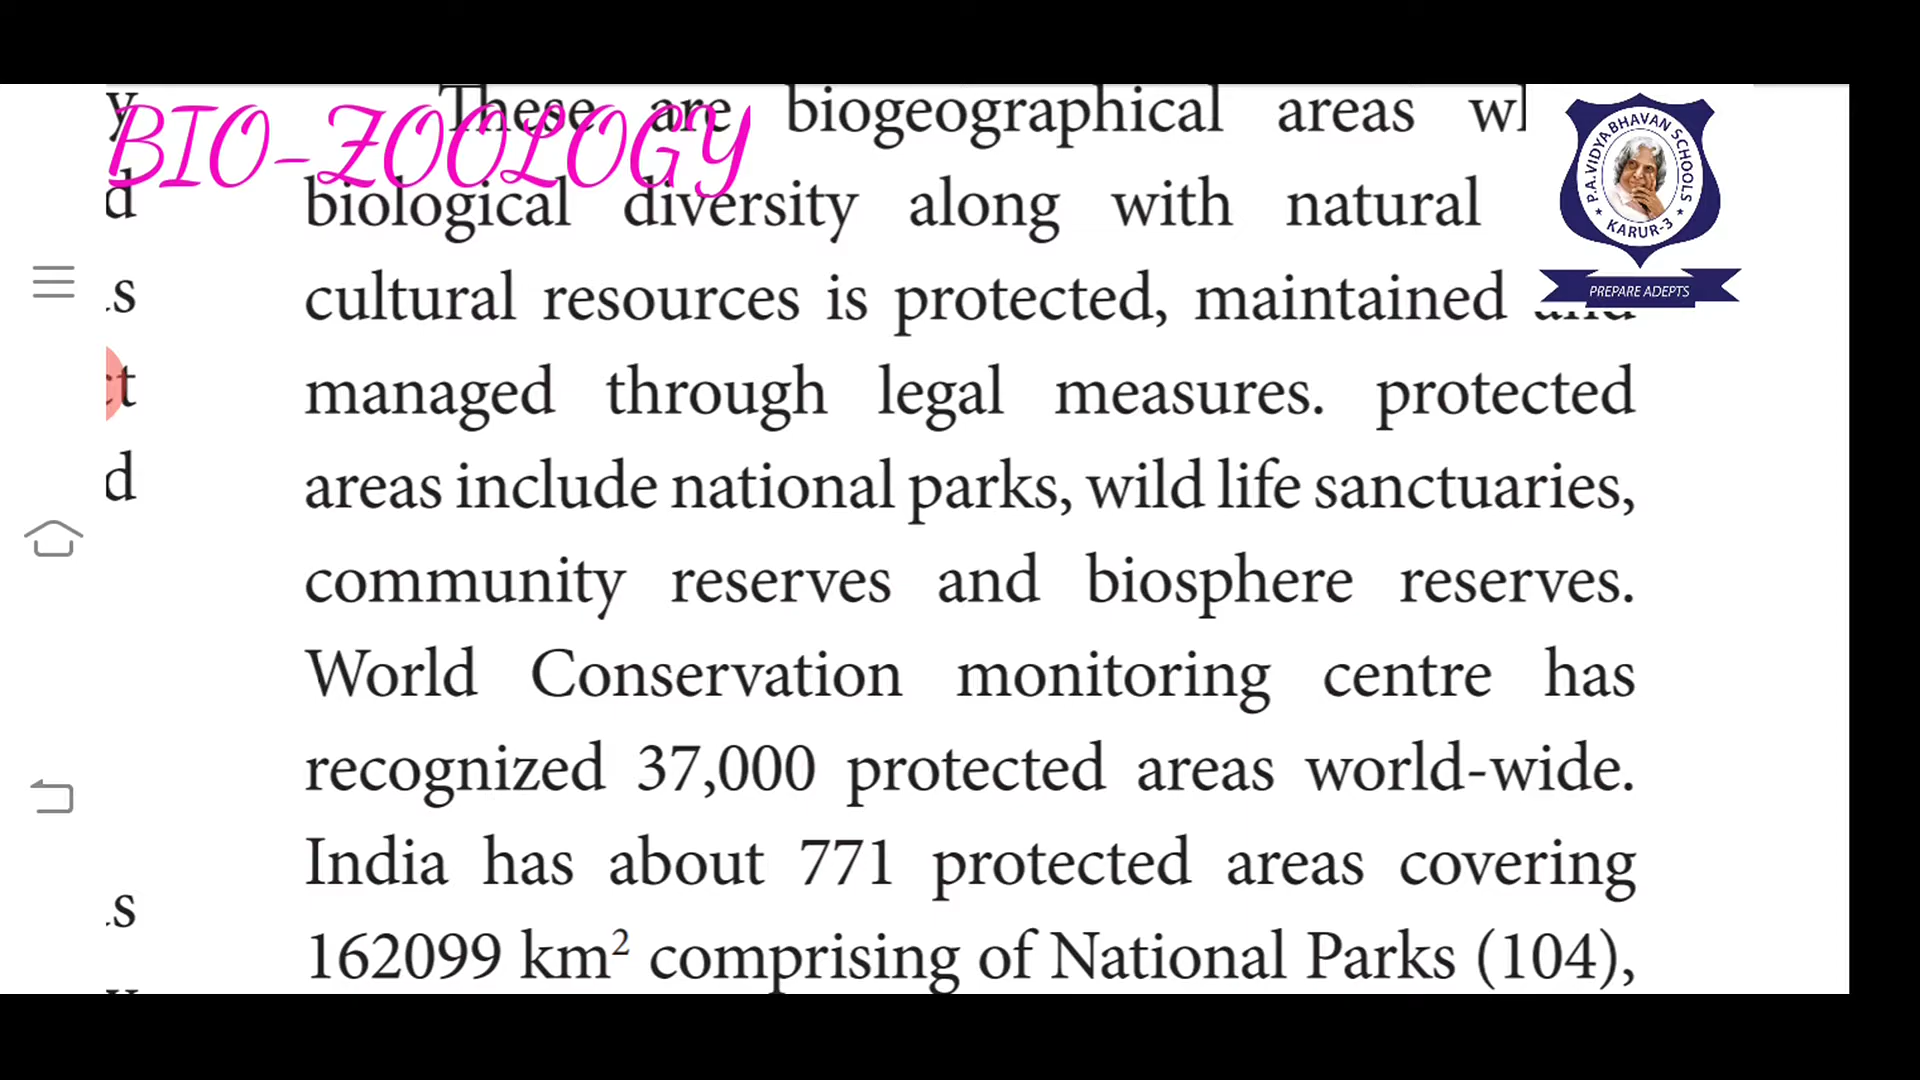 BIO-ZOOLOGY
These are biogeographical areas
biological diversity along with natural
cultural resources is protected, maintained and
managed through legal measures. protected
areas include national parks, wild life sanctuaries,
community reserves and biosphere reserves.
World Conservation monitoring centre has
recognized 37,000 protected areas world-wide.
India has about 771 protected areas covering
162099 km² comprising of National Parks (104),
P.A.VIDYA BHAVAN SCHOOLS
KARUR-3
PREPARE ADEPTS